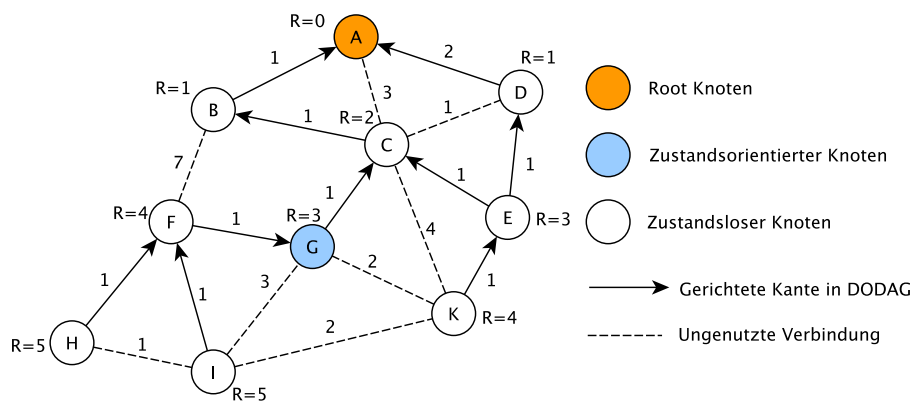 R=0
A
1
2
R=1
R=1
D
B
3
1
R=2
1
C
7
1
1
R=4
F
1
R=3
1
E
R=3
G
4
2
3
1
1
1
K
R=4
2
R=5
H
1
I
R=5
Root Knoten
Zustandsorientierter Knoten
Zustandsloser Knoten
Gerichtete Kante in DODAG
Ungenutzte Verbindung